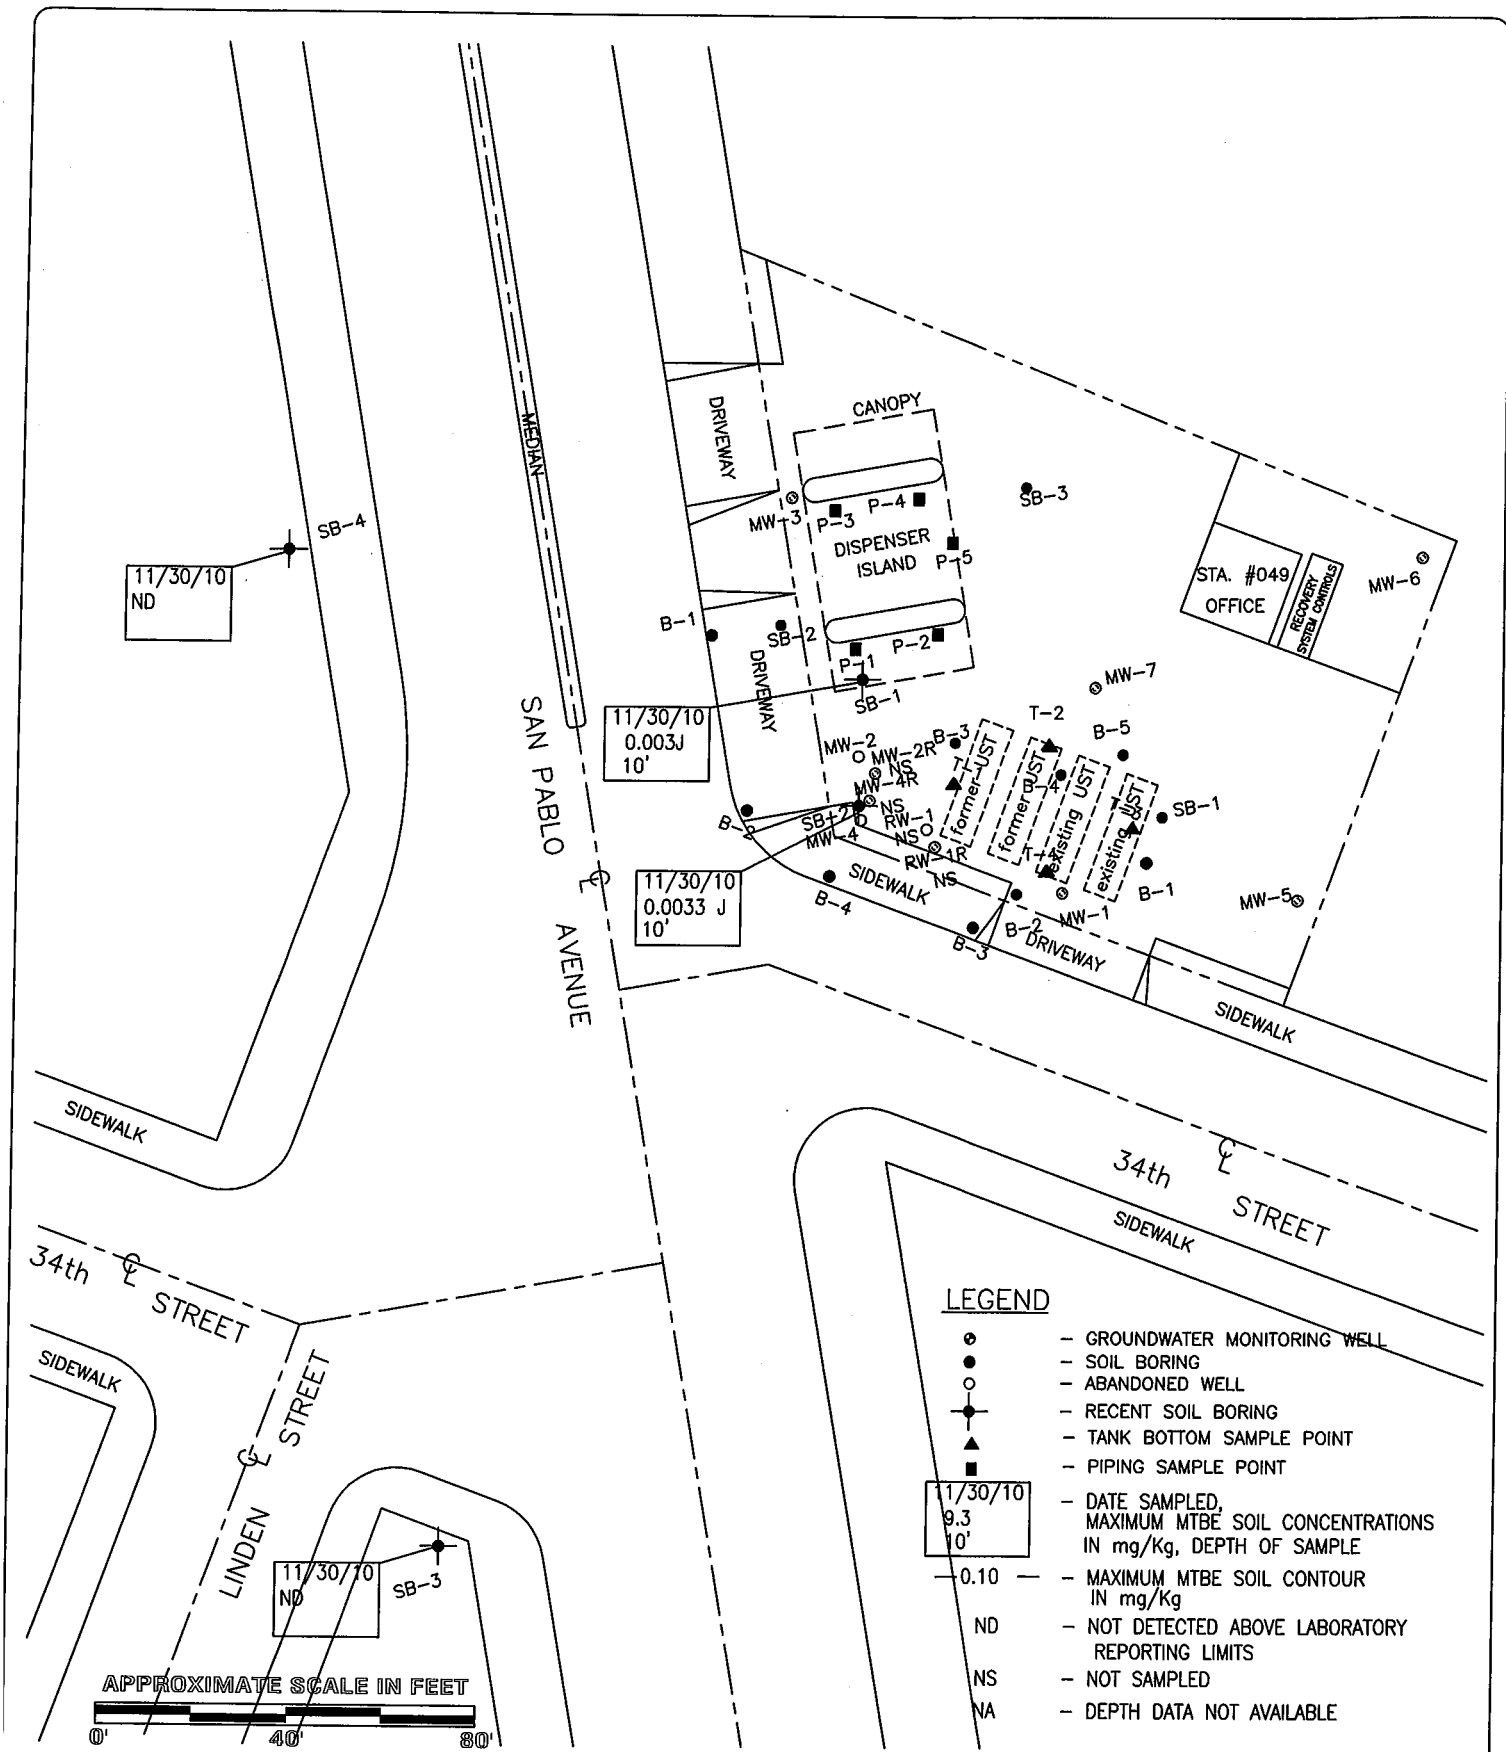 CANOPY
MEDIAN
DRIVEWAY
MW-3
P-3
P-4
SB-3
DISPENSER
ISLAND
P-5
SB-4
11/30/10
ND
STA. #049
OFFICE
RECOVERY
SYSTEM CONTROLS
MW-6
B-1
SB-2
P-1
P-2
DRIVEWAY
SB-1
MW-7
11/30/10
0.003J
10'
T-2
B-5
B-3
MW-2
MW-2R
NS
MW-4R
NS
former UST
former UST
B-4
existing UST
existing UST
SB-1
B-2
SB-2
MW-4
RW-1
NS
RW-1R
NS
T-4
B-1
SAN PABLO
AVENUE
℄
11/30/10
0.0033 J
10'
SIDEWALK
B-4
B-3
B-2
MW-1
MW-5
DRIVEWAY
SIDEWALK
SIDEWALK
34th
℄
STREET
SIDEWALK
34th
℄
STREET
SIDEWALK
LINDEN
℄
STREET
11/30/10
ND
SB-3
APPROXIMATE SCALE IN FEET
0' 40' 80'
LEGEND
- GROUNDWATER MONITORING WELL
- SOIL BORING
- ABANDONED WELL
- RECENT SOIL BORING
- TANK BOTTOM SAMPLE POINT
- PIPING SAMPLE POINT
11/30/10
9.3
10'
- DATE SAMPLED,
MAXIMUM MTBE SOIL CONCENTRATIONS
IN mg/Kg, DEPTH OF SAMPLE
0.10 - MAXIMUM MTBE SOIL CONTOUR
IN mg/Kg
ND - NOT DETECTED ABOVE LABORATORY
REPORTING LIMITS
NS - NOT SAMPLED
NA - DEPTH DATA NOT AVAILABLE